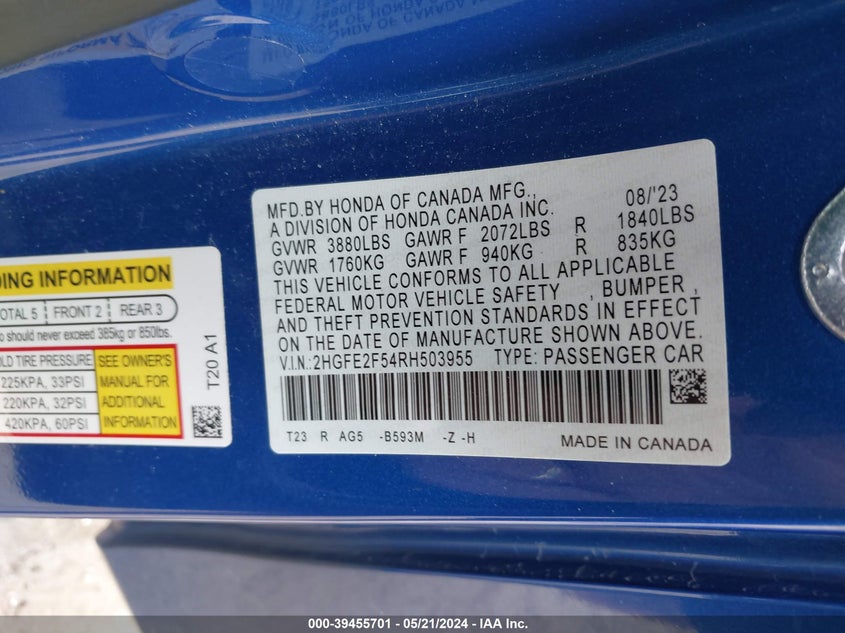 MFD.BY HONDA OF CANADA MFG., 08/'23
A DIVISION OF HONDA CANADA INC.
GVWR 3880LBS GAWR F 2072LBS R 1840LBS
GVWR 1760KG GAWR F 940KG R 835KG
THIS VEHICLE CONFORMS TO ALL APPLICABLE
FEDERAL MOTOR VEHICLE SAFETY , BUMPER ,
AND THEFT PREVENTION STANDARDS IN EFFECT
ON THE DATE OF MANUFACTURE SHOWN ABOVE.
V.I.N.:2HGFE2F54RH503955 TYPE: PASSENGER CAR
T23 R AG5 -B593M -Z -H
MADE IN CANADA
INFORMATION
TOTAL 5 FRONT 2 REAR 3
should never exceed 385kg or 850lbs.
TIRE PRESSURE SEE OWNER'S
225KPA, 33PSI MANUAL FOR
220KPA, 32PSI ADDITIONAL
420KPA, 60PSI INFORMATION
T20 A1
000-39455701 - 05/21/2024 - IAA Inc.